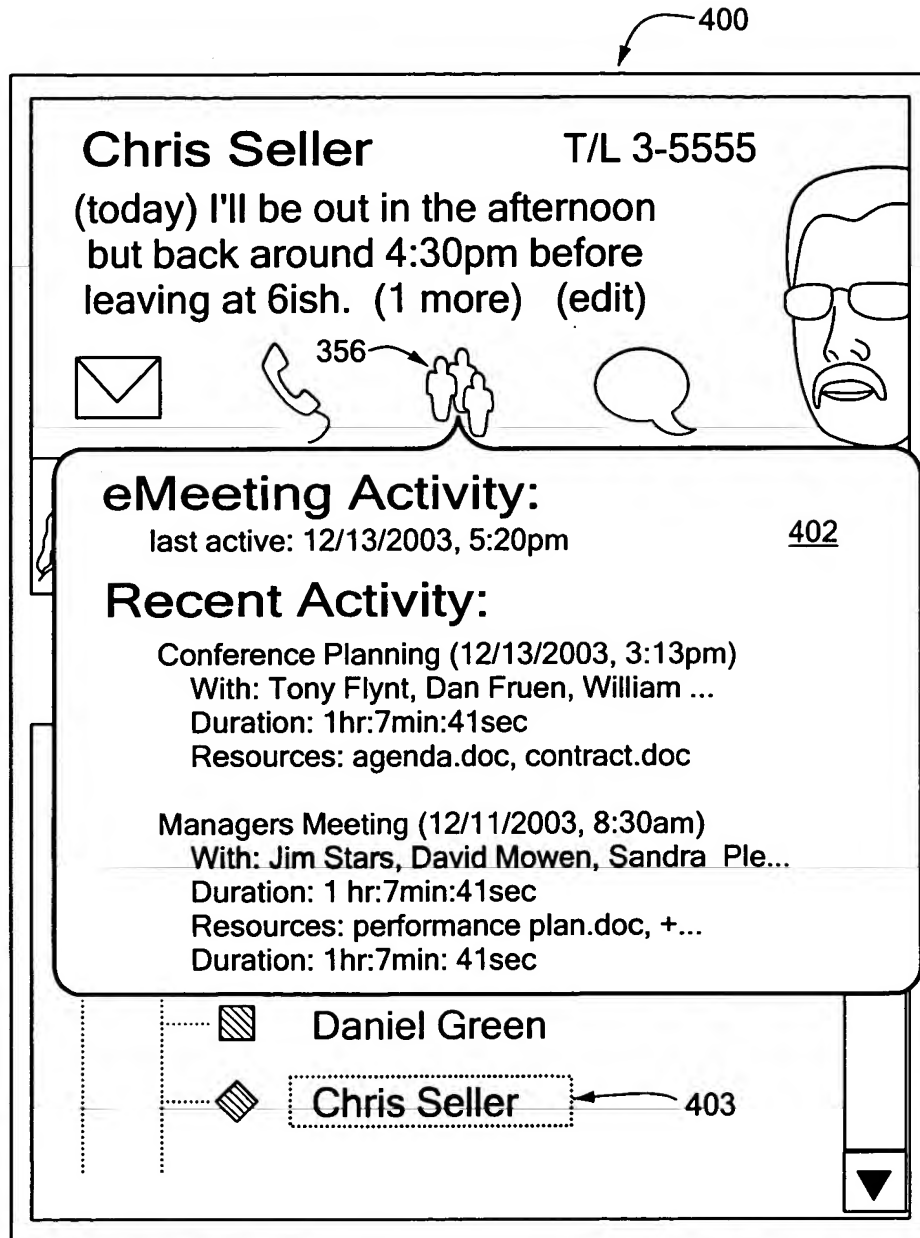 400
Chris Seller T/L 3-5555
(today) I'll be out in the afternoon
but back around 4:30pm before
leaving at 6ish. (1 more) (edit)
356
eMeeting Activity:
last active: 12/13/2003, 5:20pm 402
Recent Activity:
Conference Planning (12/13/2003, 3:13pm)
With: Tony Flynt, Dan Fruen, William ...
Duration: 1hr:7min:41sec
Resources: agenda.doc, contract.doc
Managers Meeting (12/11/2003, 8:30am)
With: Jim Stars, David Mowen, Sandra Ple...
Duration: 1 hr:7min:41sec
Resources: performance plan.doc, +...
Duration: 1hr:7min: 41sec
Daniel Green
Chris Seller 403